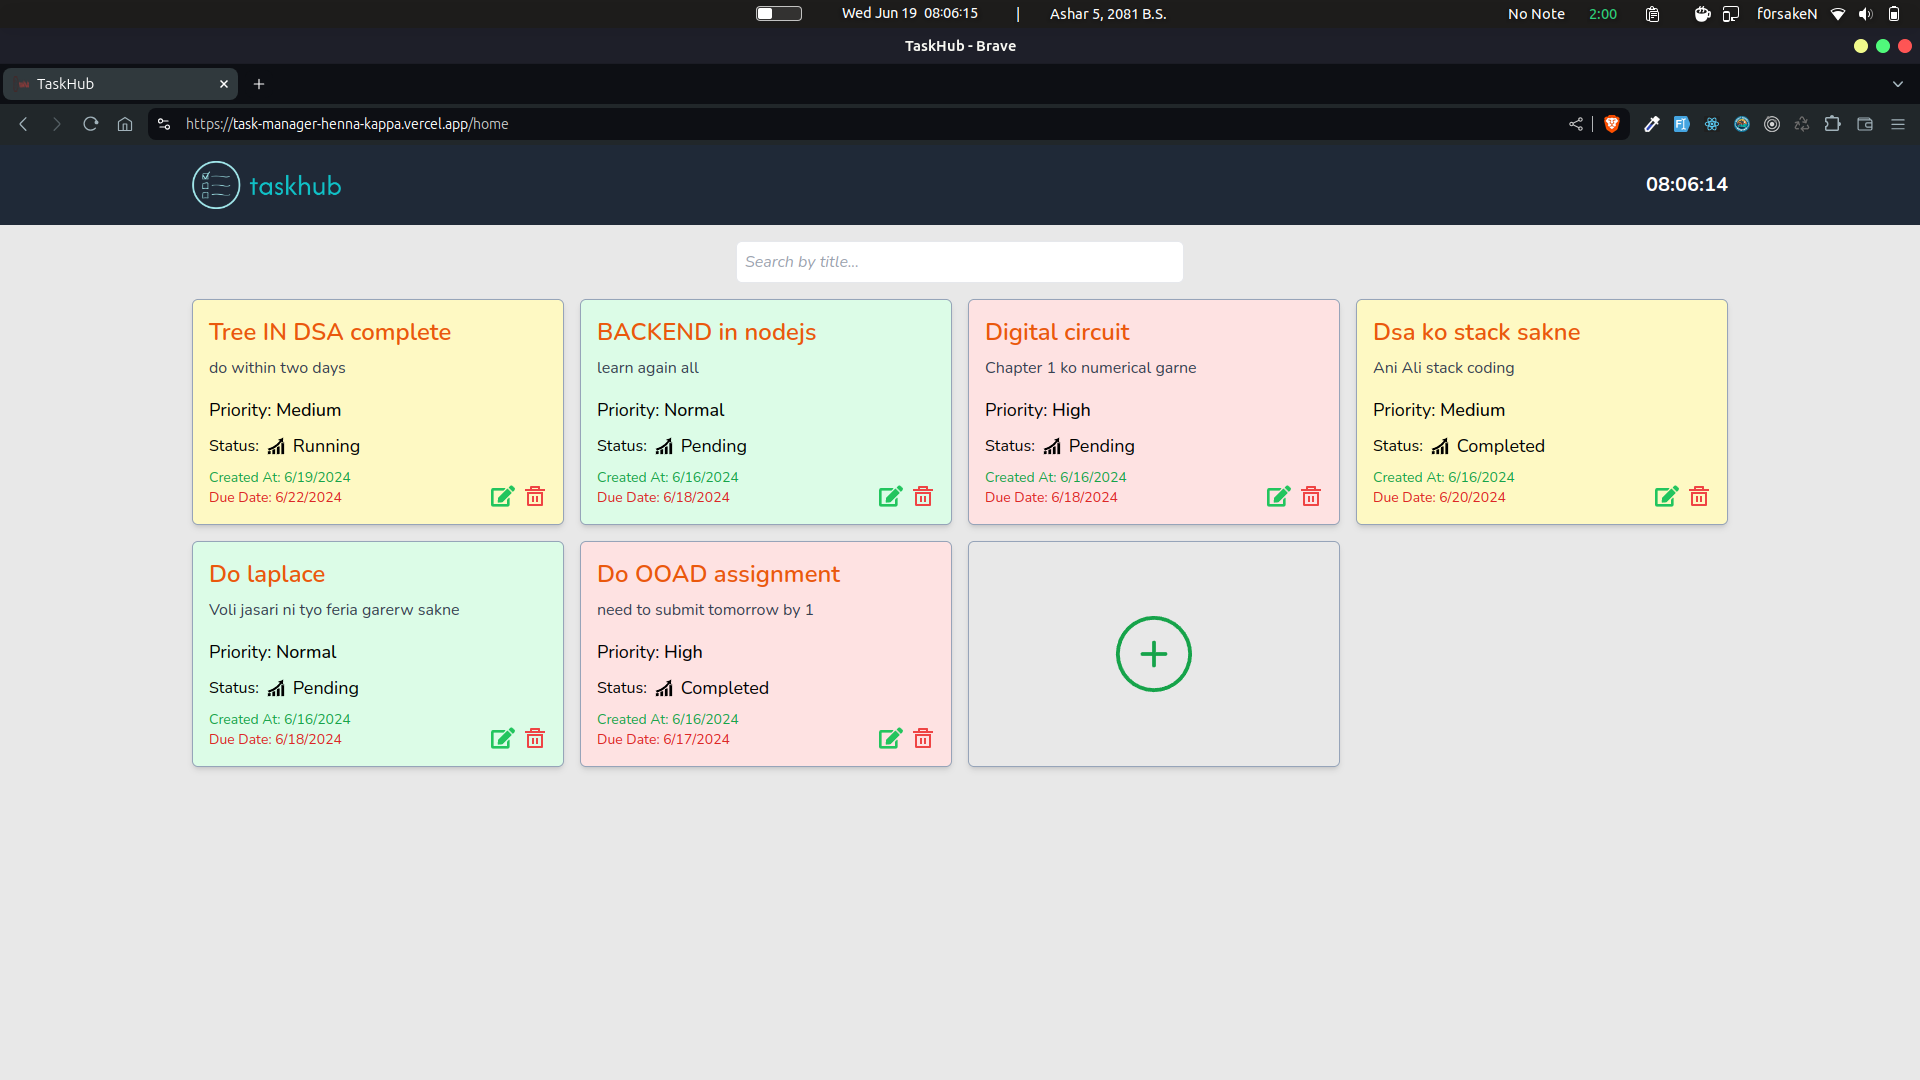 Wed Jun 19 08:06:15 | Ashar 5, 2081 B.S.
No Note 2:00 f0rsakeN
TaskHub - Brave
TaskHub
https://task-manager-henna-kappa.vercel.app/home
taskhub
08:06:14
Search by title...
Tree IN DSA complete
do within two days
Priority: Medium
Status: Running
Created At: 6/19/2024
Due Date: 6/22/2024
BACKEND in nodejs
learn again all
Priority: Normal
Status: Pending
Created At: 6/16/2024
Due Date: 6/18/2024
Digital circuit
Chapter 1 ko numerical garne
Priority: High
Status: Pending
Created At: 6/16/2024
Due Date: 6/18/2024
Dsa ko stack sakne
Ani Ali stack coding
Priority: Medium
Status: Completed
Created At: 6/16/2024
Due Date: 6/20/2024
Do laplace
Voli jasari ni tyo feria garerw sakne
Priority: Normal
Status: Pending
Created At: 6/16/2024
Due Date: 6/18/2024
Do OOAD assignment
need to submit tomorrow by 1
Priority: High
Status: Completed
Created At: 6/16/2024
Due Date: 6/17/2024